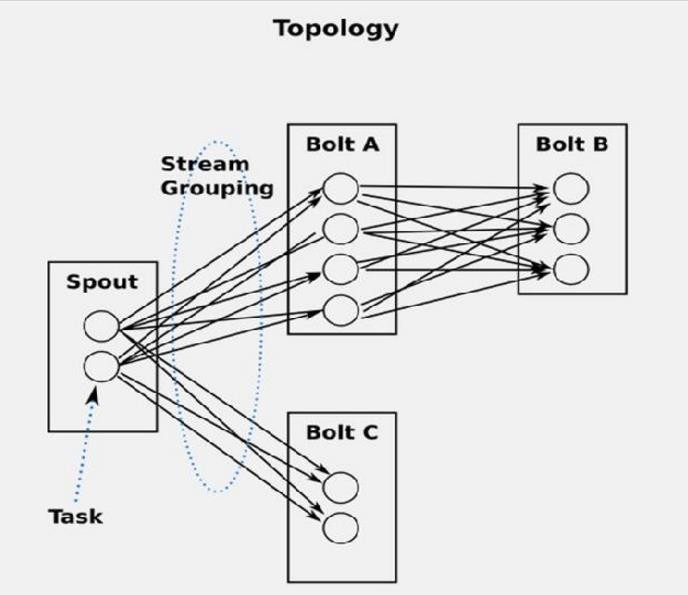 Topology
Stream
Grouping
Bolt A
Bolt B
Spout
Bolt C
Task